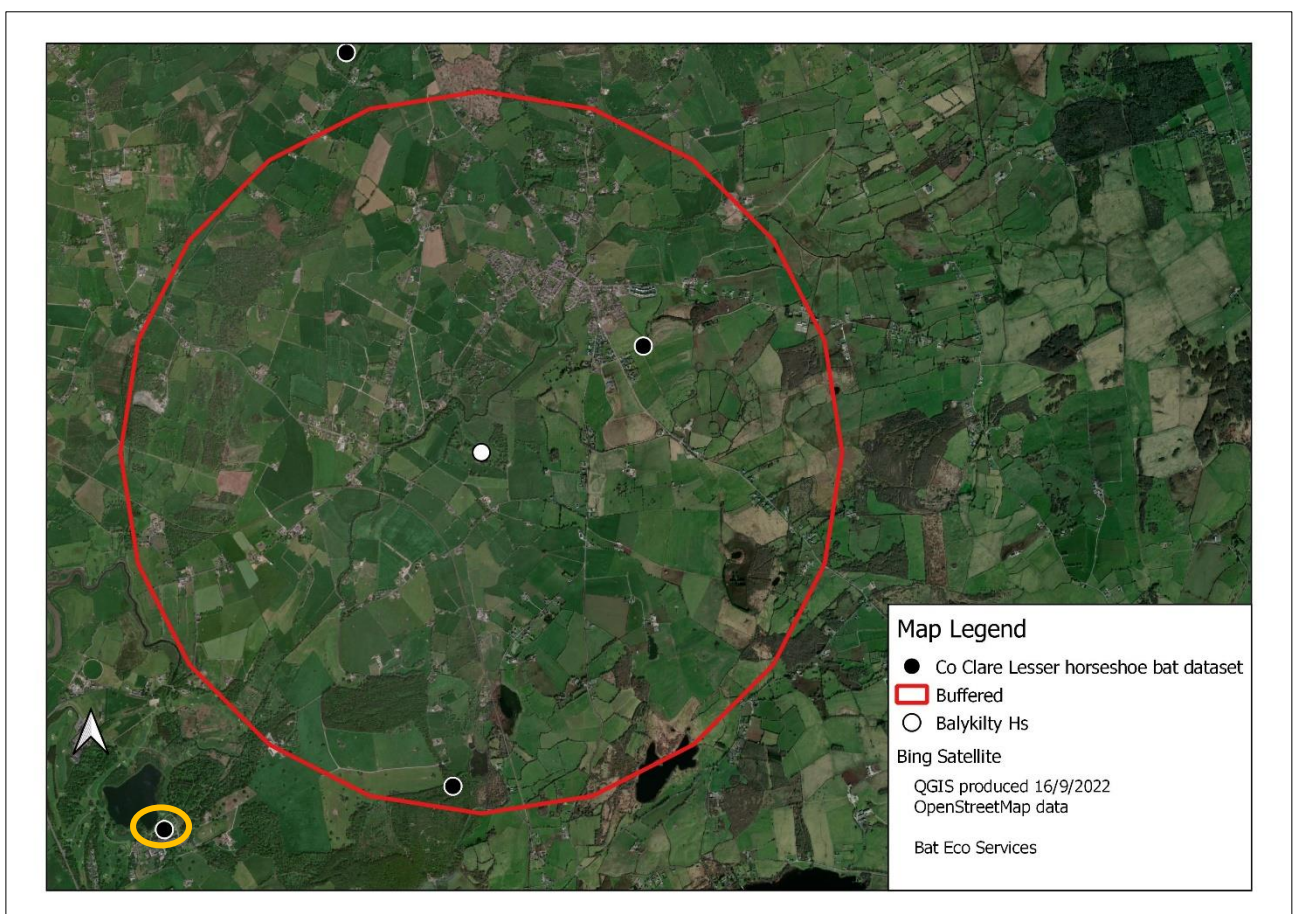 Map Legend
Co Clare Lesser horseshoe bat dataset
Buffered
Balykilty Hs
Bing Satellite
QGIS produced 16/9/2022
OpenStreetMap data
Bat Eco Services